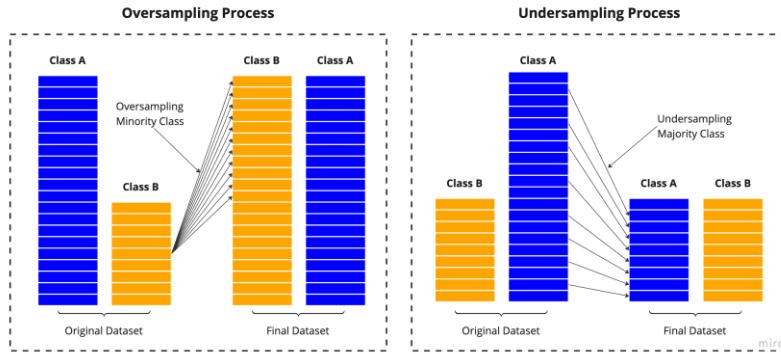 Oversampling Process
Class A
Oversampling
Minority Class
Class B
Class B
Class A
Original Dataset
Final Dataset
Undersampling Process
Class B
Class A
Undersampling
Majority Class
Class A
Class B
Original Dataset
Final Dataset